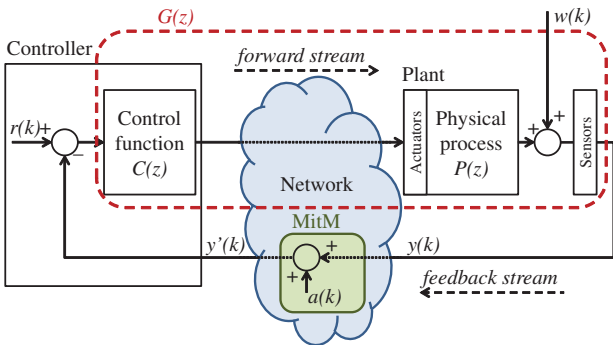 G(z)
w(k)
Controller
forward stream
Plant
r(k)
+
−
Control
function
C(z)
Actuators
Physical
process
P(z)
+
+
Sensors
Network
MitM
y'(k)
+
+
a(k)
y(k)
feedback stream